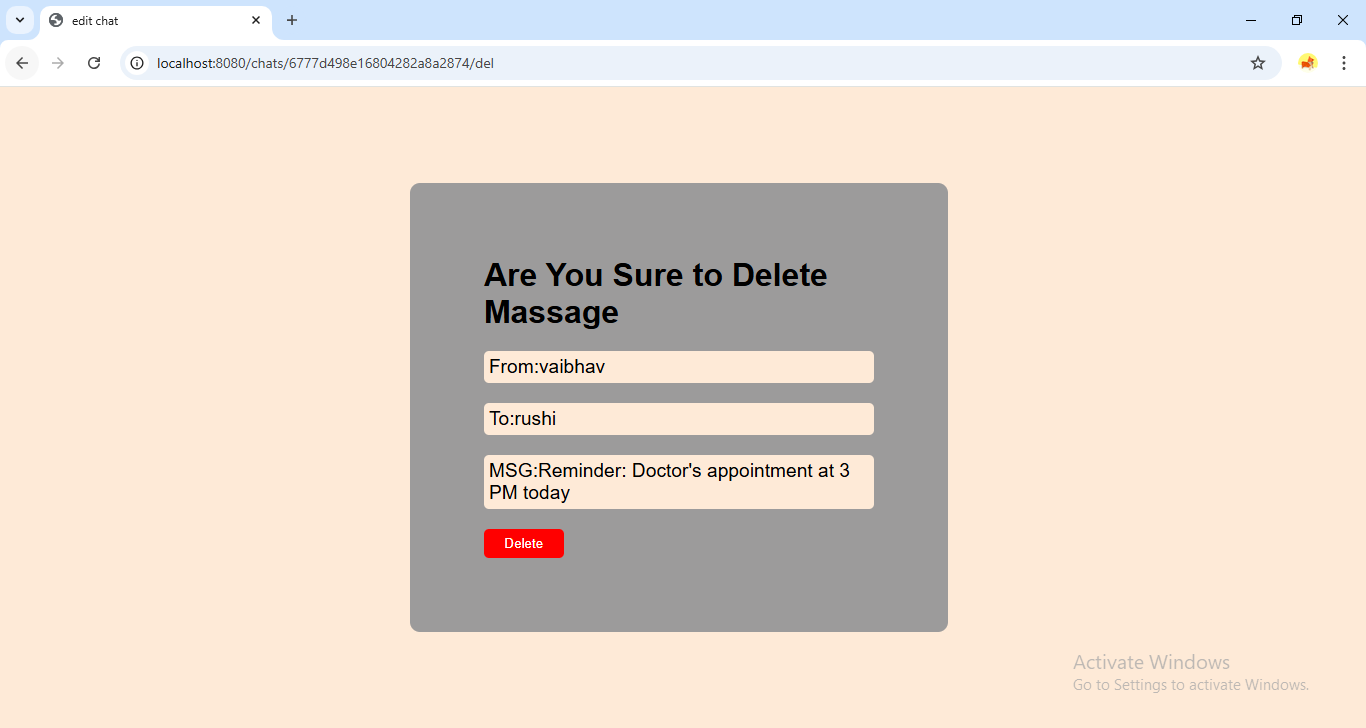 edit chat
localhost:8080/chats/6777d498e16804282a8a2874/del
Are You Sure to Delete
Massage
From:vaibhav
To:rushi
MSG:Reminder: Doctor's appointment at 3
PM today
Delete
Activate Windows
Go to Settings to activate Windows.